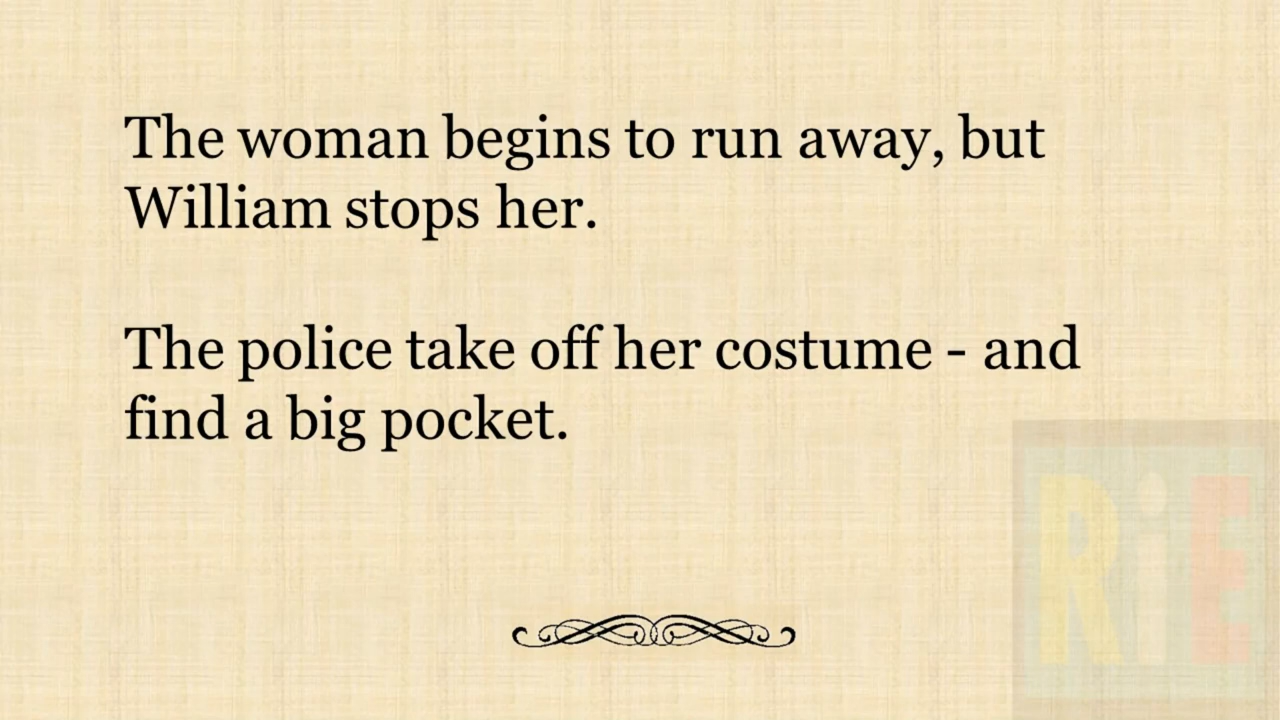 The woman begins to run away, but
William stops her.
The police take off her costume - and
find a big pocket.
RiE